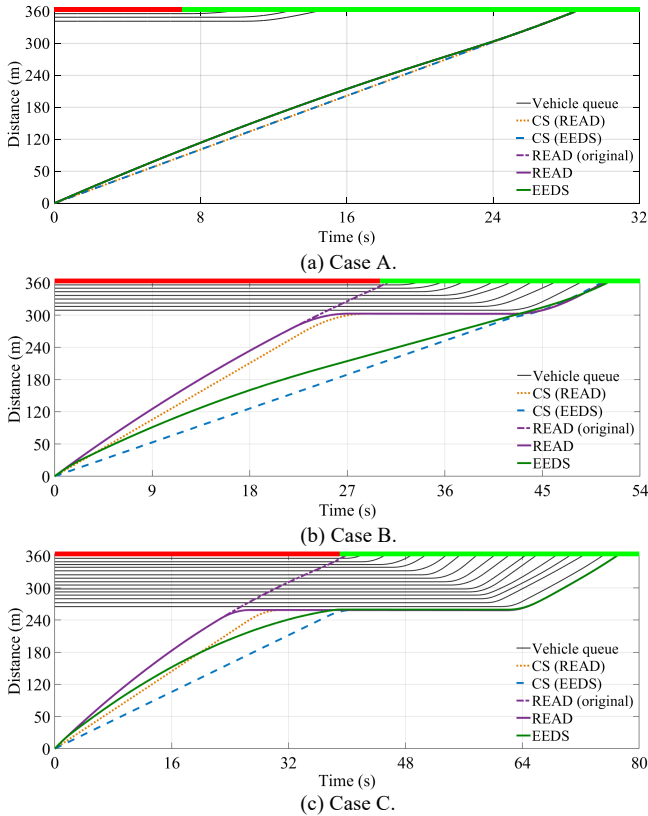 360
300
240
180
120
60
0
Distance (m)
Vehicle queue
CS (READ)
CS (EEDS)
READ (original)
READ
EEDS
0 8 16 24 32
Time (s)
(a) Case A.
360
300
240
180
120
60
0
Distance (m)
Vehicle queue
CS (READ)
CS (EEDS)
READ (original)
READ
EEDS
0 9 18 27 36 45 54
Time (s)
(b) Case B.
360
300
240
180
120
60
0
Distance (m)
Vehicle queue
CS (READ)
CS (EEDS)
READ (original)
READ
EEDS
0 16 32 48 64 80
Time (s)
(c) Case C.